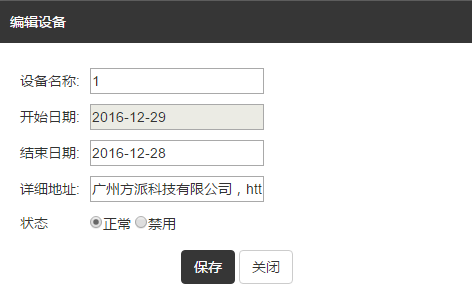 编辑设备
设备名称: 1
开始日期: 2016-12-29
结束日期: 2016-12-28
详细地址: 广州方派科技有限公司，htt
状态 正常 禁用
保存 关闭